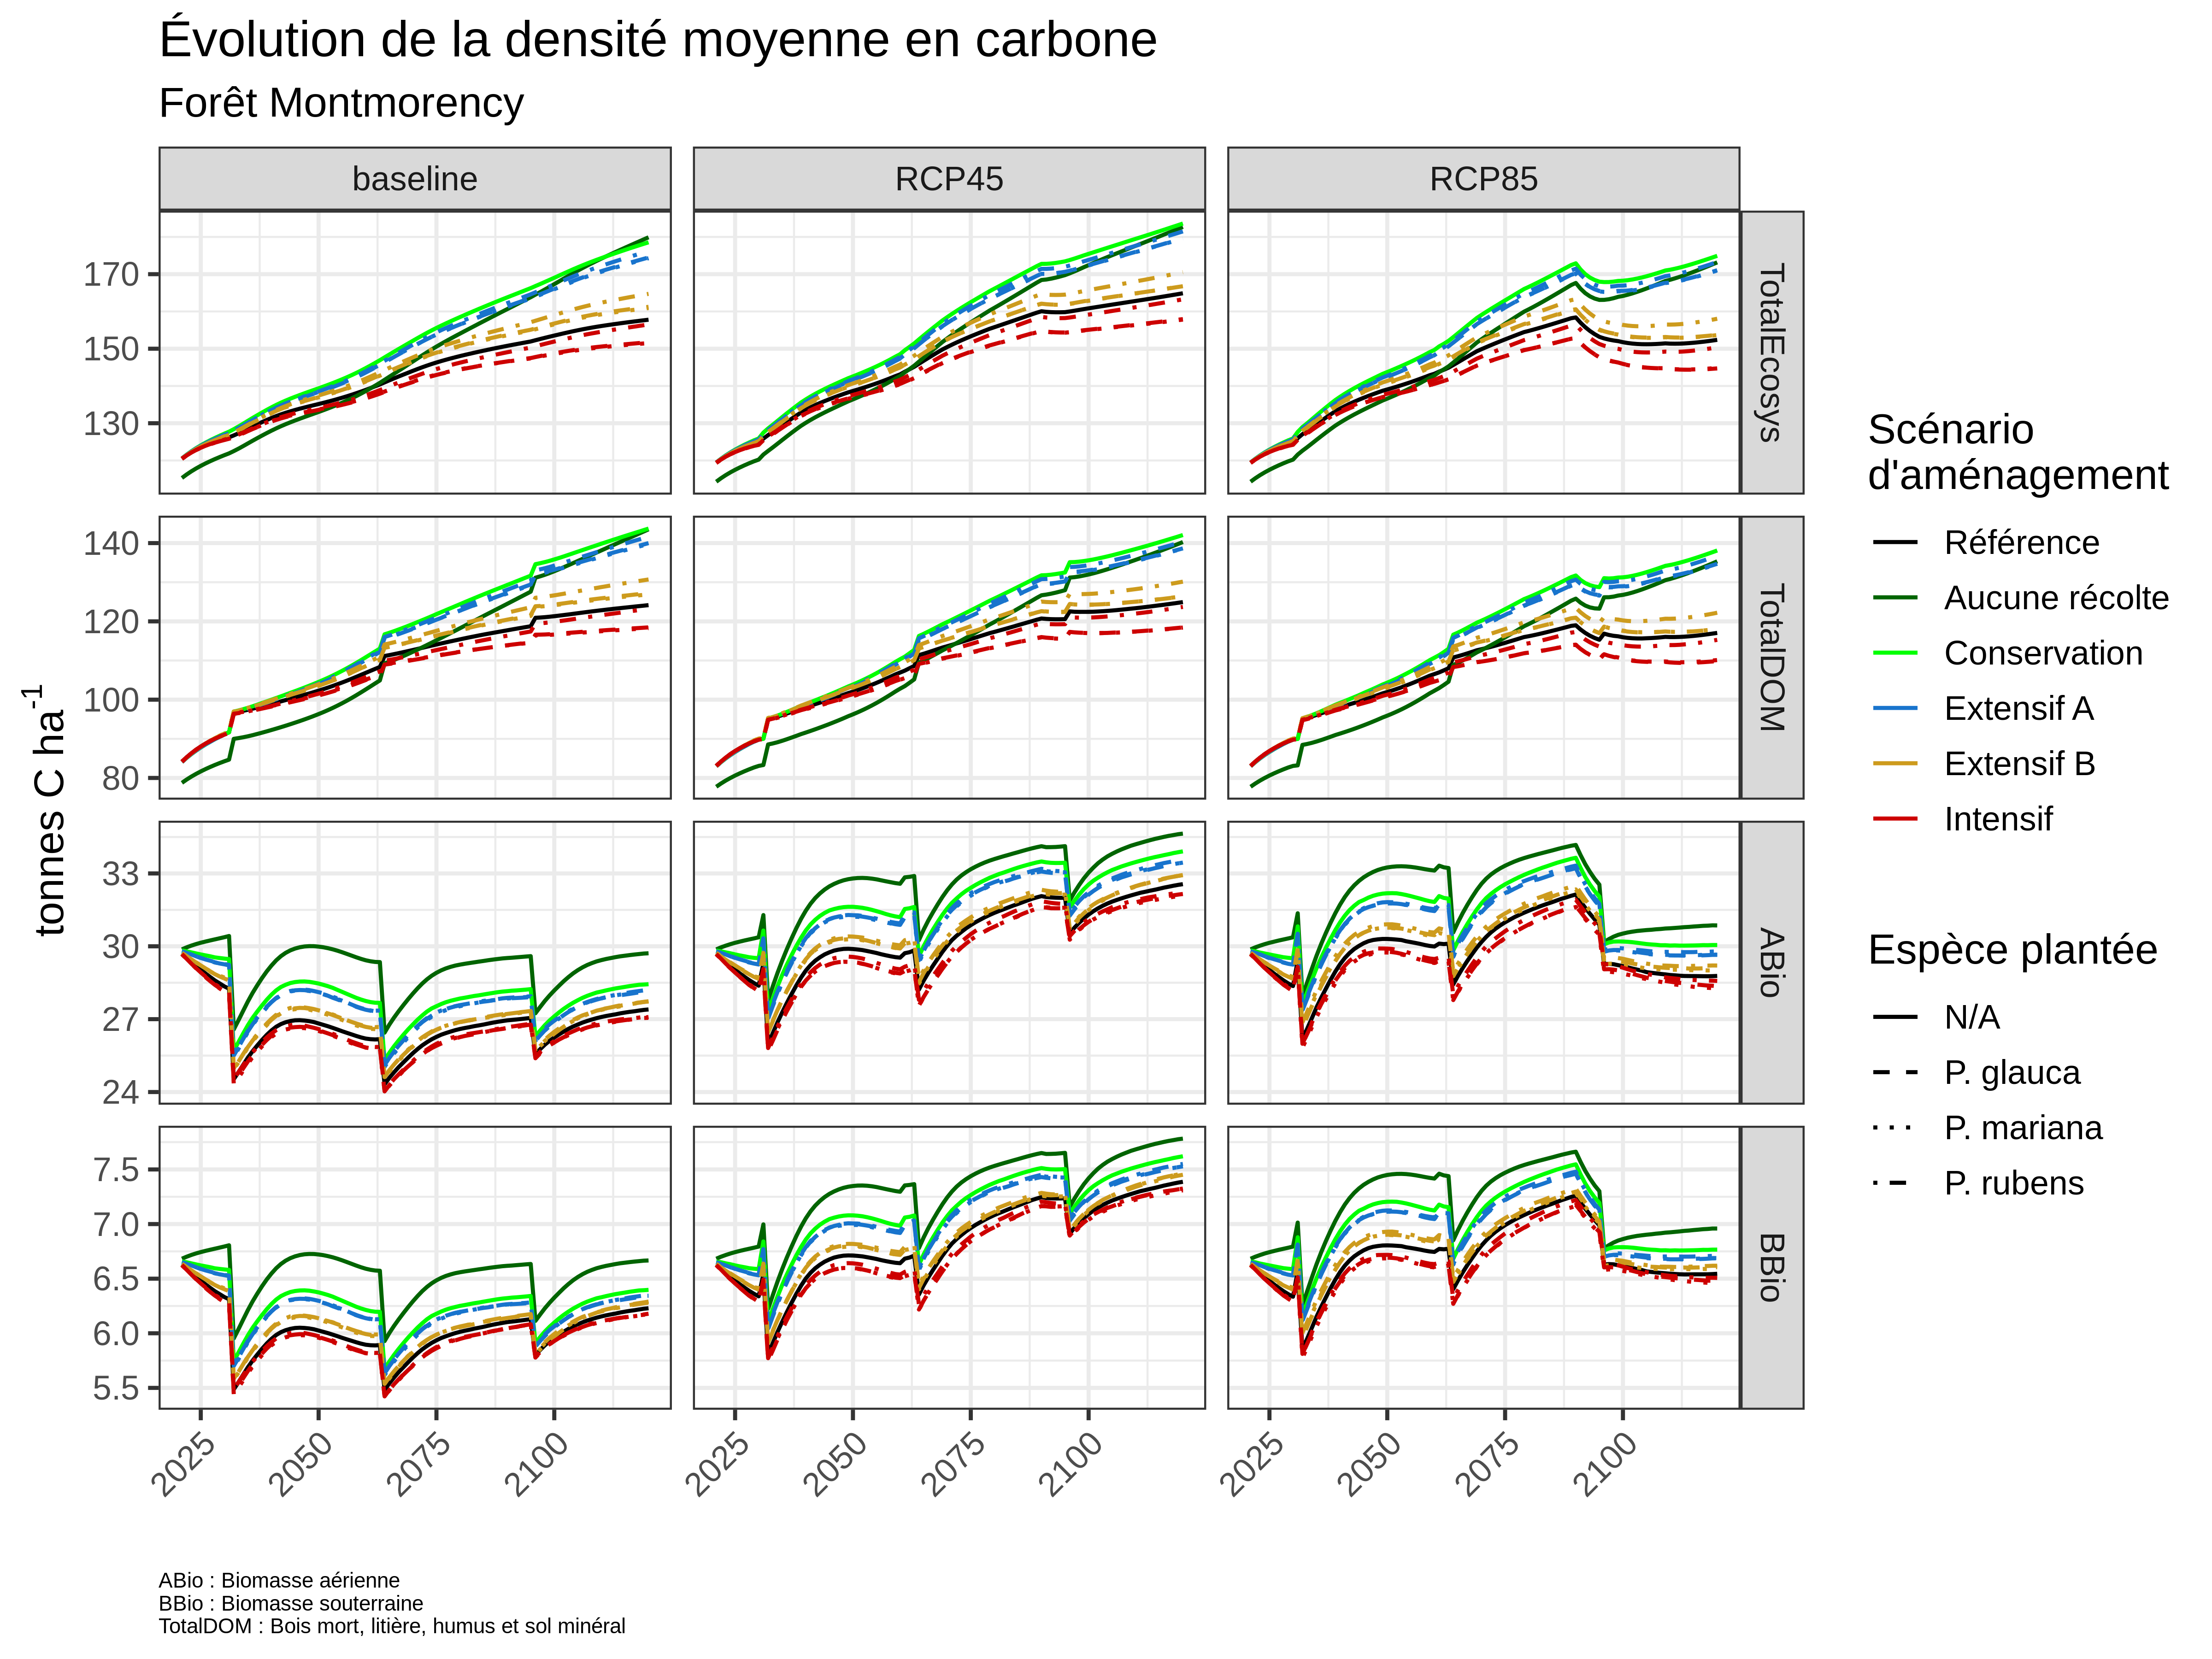 Évolution de la densité moyenne en carbone
Forêt Montmorency
baseline
RCP45
RCP85
TotalEcosys
170
150
130
TotalDOM
140
120
100
80
ABio
33
30
27
24
BBio
7.5
7.0
6.5
6.0
5.5
tonnes C ha-1
2025
2050
2075
2100
2025
2050
2075
2100
2025
2050
2075
2100
Scénario
d'aménagement
Référence
Aucune récolte
Conservation
Extensif A
Extensif B
Intensif
Espèce plantée
N/A
P. glauca
P. mariana
P. rubens
ABio : Biomasse aérienne
BBio : Biomasse souterraine
TotalDOM : Bois mort, litière, humus et sol minéral